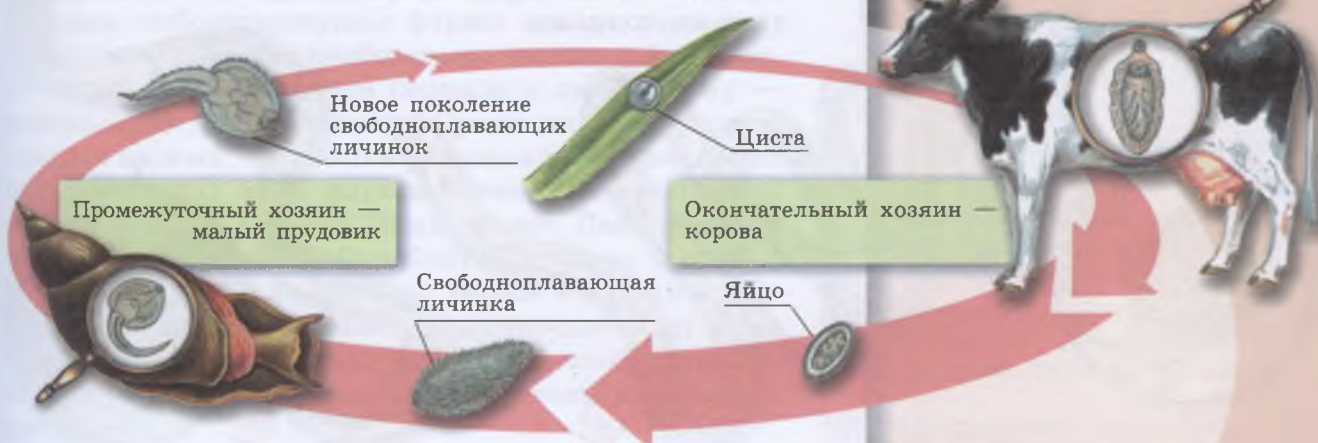 Новое поколение
свободноплавающих
личинок
Циста
Промежуточный хозяин —
малый прудовик
Окончательный хозяин —
корова
Свободноплавающая
личинка
Яйцо